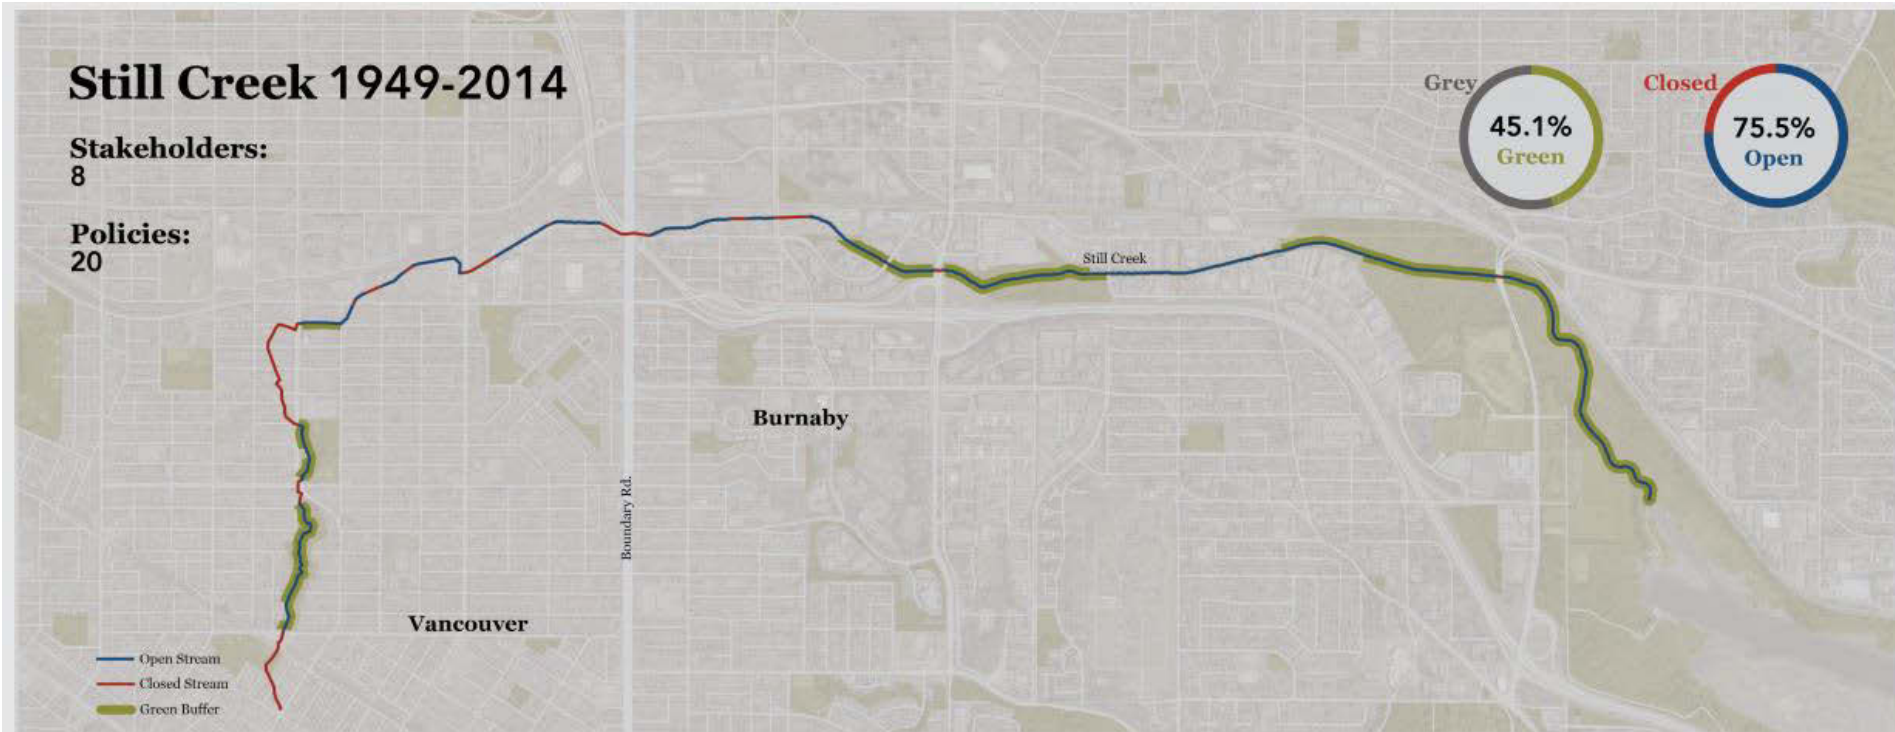 Still Creek 1949-2014
Stakeholders:
8
Policies:
20
Grey
45.1%
Green
Closed
75.5%
Open
Still Creek
Burnaby
Boundary Rd.
Vancouver
Open Stream
Closed Stream
Green Buffer